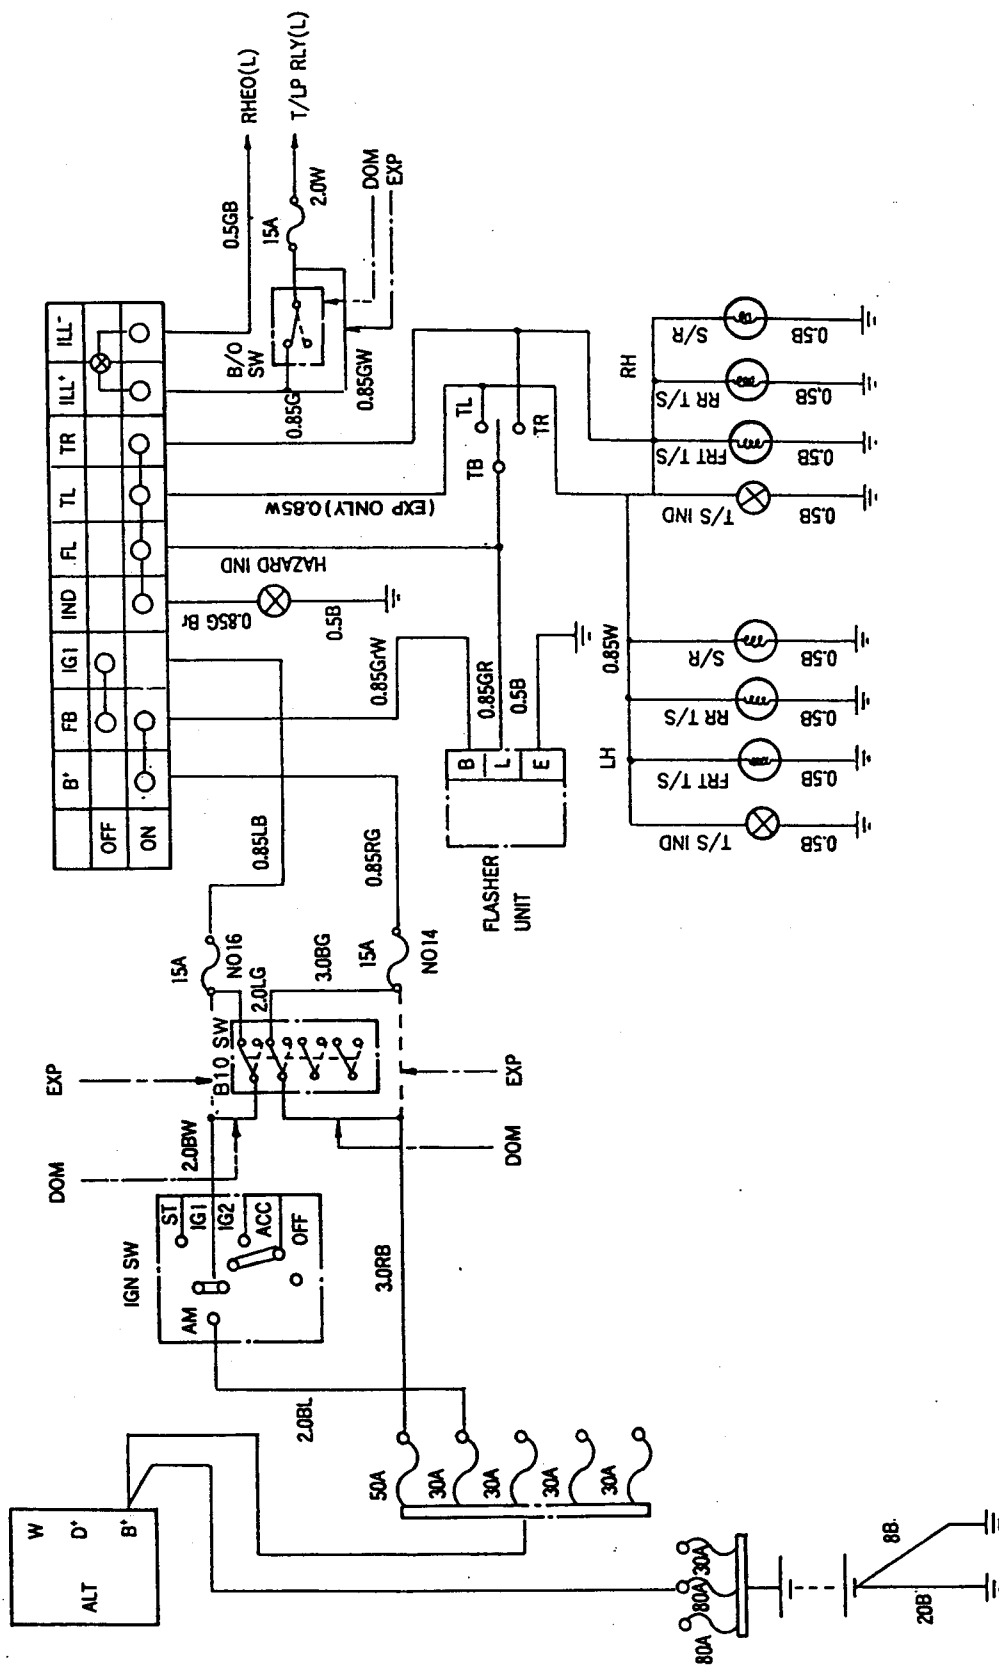 ALT
W
D+
B+
80A
80A
30A
20B
8B
50A
30A
30A
30A
30A
2.0BL
3.0RB
IGN SW
AM
ST
IG1
IG2
ACC
OFF
DOM
2.0BW
DOM
EXP
B10 SW
EXP
15A
NO16
2.0LG
3.0BG
15A
NO14
0.85LB
0.85RG
B+
FB
IG1
IND
FL
TL
TR
ILL+
ILL-
OFF
ON
FLASHER
UNIT
B
L
E
0.85GrW
0.85GR
0.5B
0.85G Br
0.5B
HAZARD IND
(EXP ONLY) 0.85W
TB
TL
TR
0.85G
B/O
SW
0.85GW
0.5GB
RHEO(L)
15A
2.0W
T/LP RLY(L)
DOM
EXP
LH
0.85W
RH
T/S IND
FRT T/S
RR T/S
S/R
T/S IND
FRT T/S
RR T/S
S/R
0.5B
0.5B
0.5B
0.5B
0.5B
0.5B
0.5B
0.5B